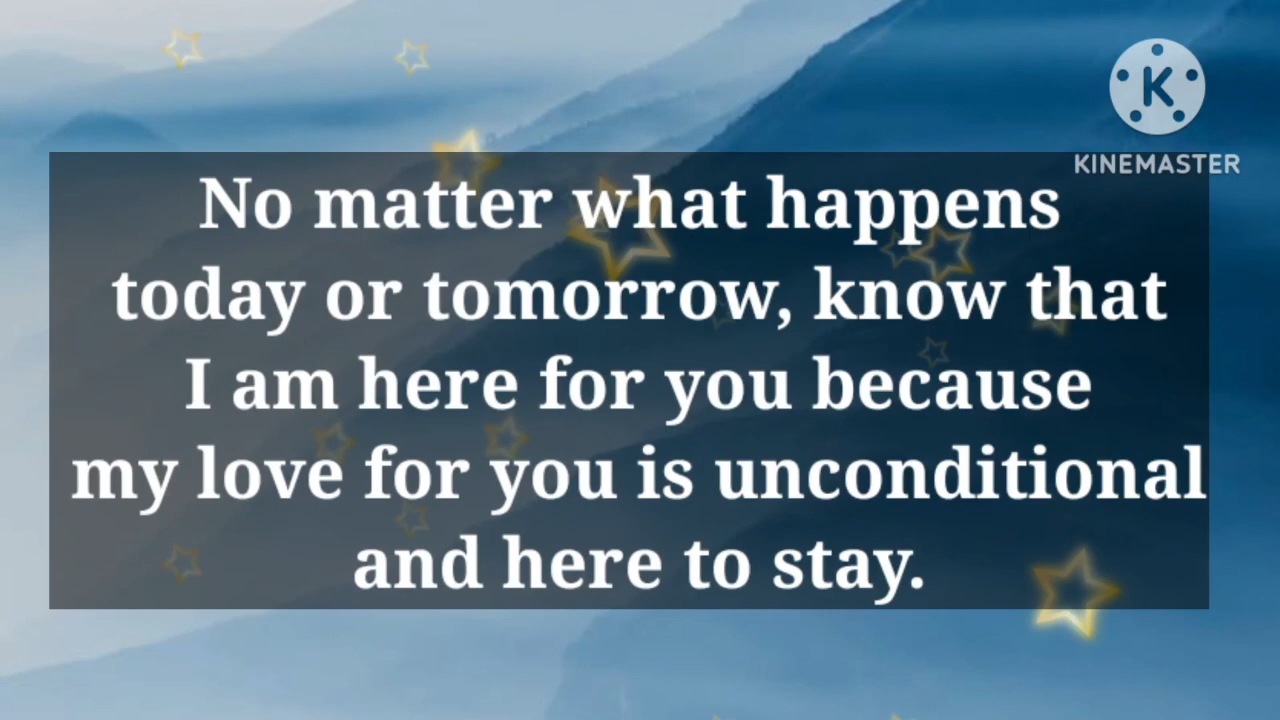 K
KINEMASTER
No matter what happens
today or tomorrow, know that
I am here for you because
my love for you is unconditional
and here to stay.